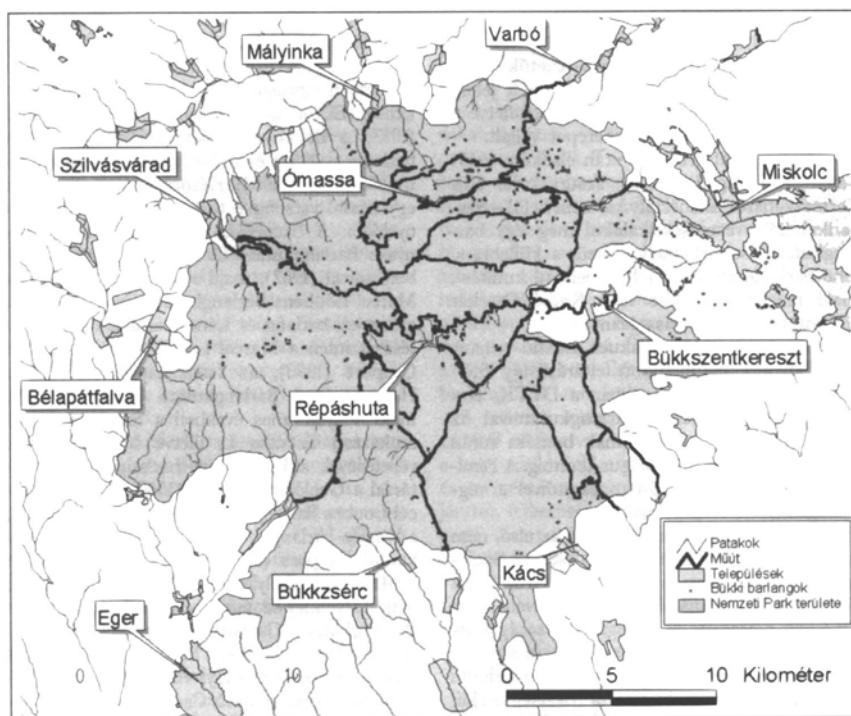 Varbó
Mályinka
Szilvásvárad
Ómassa
Miskolc
Bükkszentkereszt
Bélapátfalva
Répáshuta
Patakok
Műút
Települések
Bükki barlangok
Nemzeti Park területe
Kács
Bükkzsérc
Eger
0
10
0
5
10
Kilométer